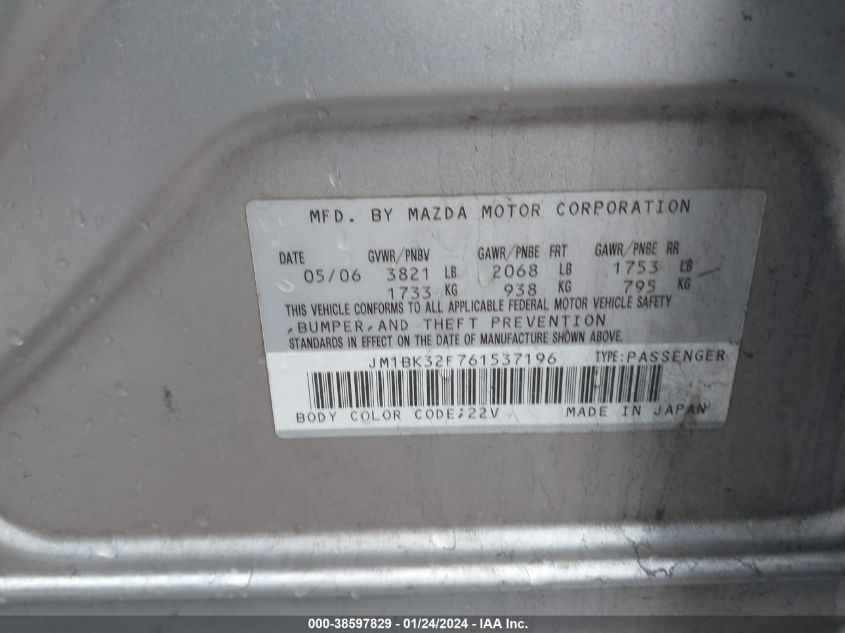 MFD. BY MAZDA MOTOR CORPORATION
DATE GVWR/PNBV GAWR/PNBE FRT GAWR/PNBE RR
05/06 3821 LB 2068 LB 1753 LB
1733 KG 938 KG 795 KG
THIS VEHICLE CONFORMS TO ALL APPLICABLE FEDERAL MOTOR VEHICLE SAFETY
,BUMPER,AND THEFT PREVENTION
STANDARDS IN EFFECT ON THE DATE OF MANUFACTURE SHOWN ABOVE.
JM1BK32F761537196 TYPE:PASSENGER
BODY COLOR CODE;22V MADE IN JAPAN
000-38597829 - 01/24/2024 - IAA Inc.